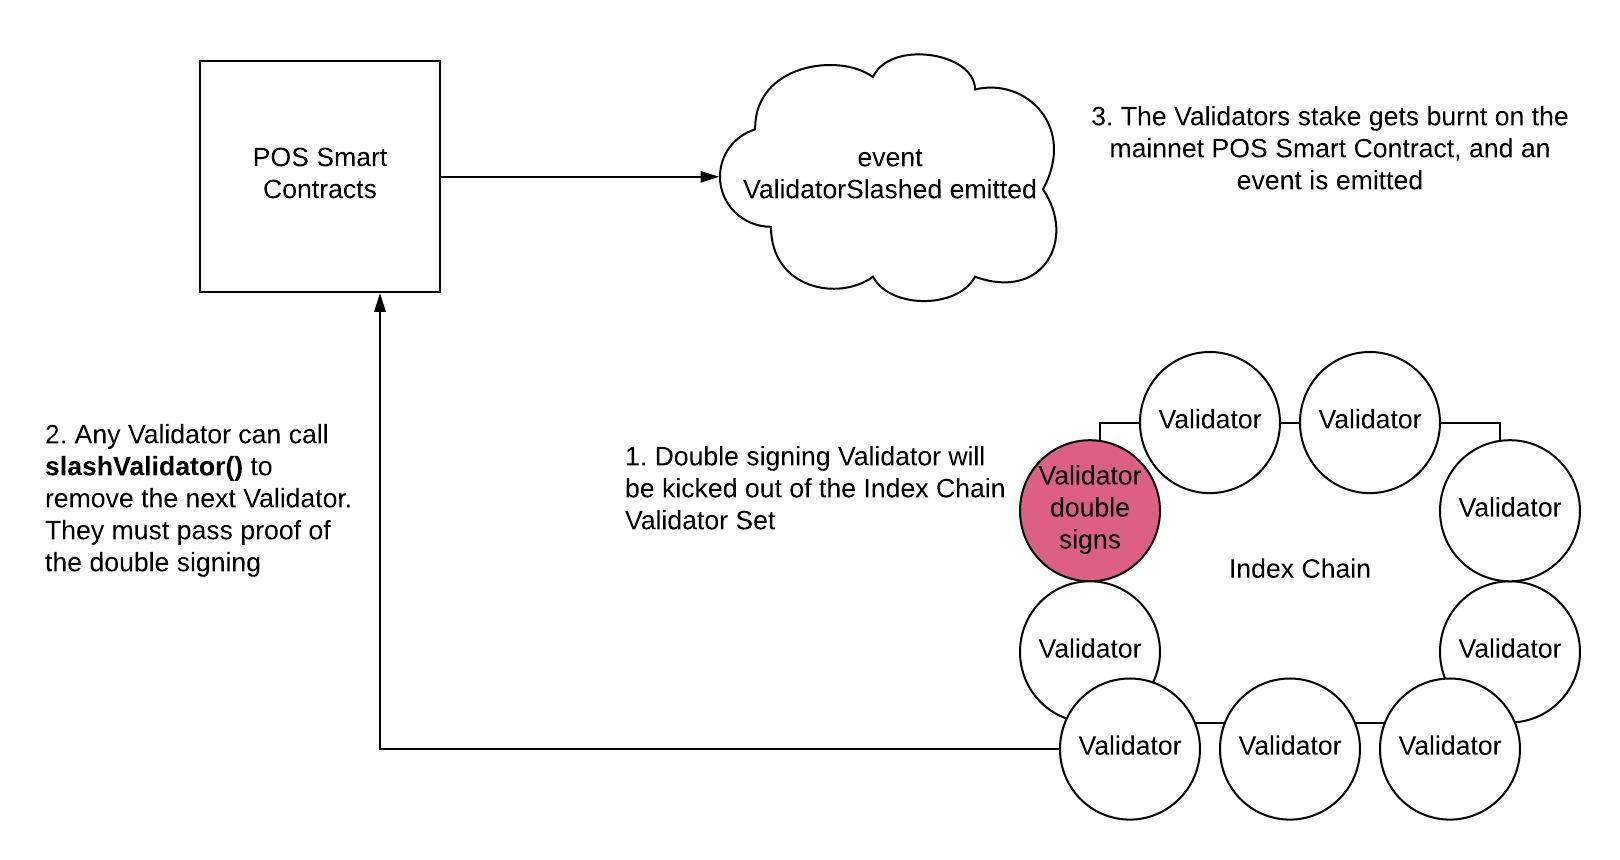 POS Smart
Contracts
event
ValidatorSlashed emitted
3. The Validators stake gets burnt on the
mainnet POS Smart Contract, and an
event is emitted
2. Any Validator can call
slashValidator() to
remove the next Validator.
They must pass proof of
the double signing
1. Double signing Validator will
be kicked out of the Index Chain
Validator Set
Validator
Validator
Validator
double
signs
Validator
Index Chain
Validator
Validator
Validator
Validator
Validator